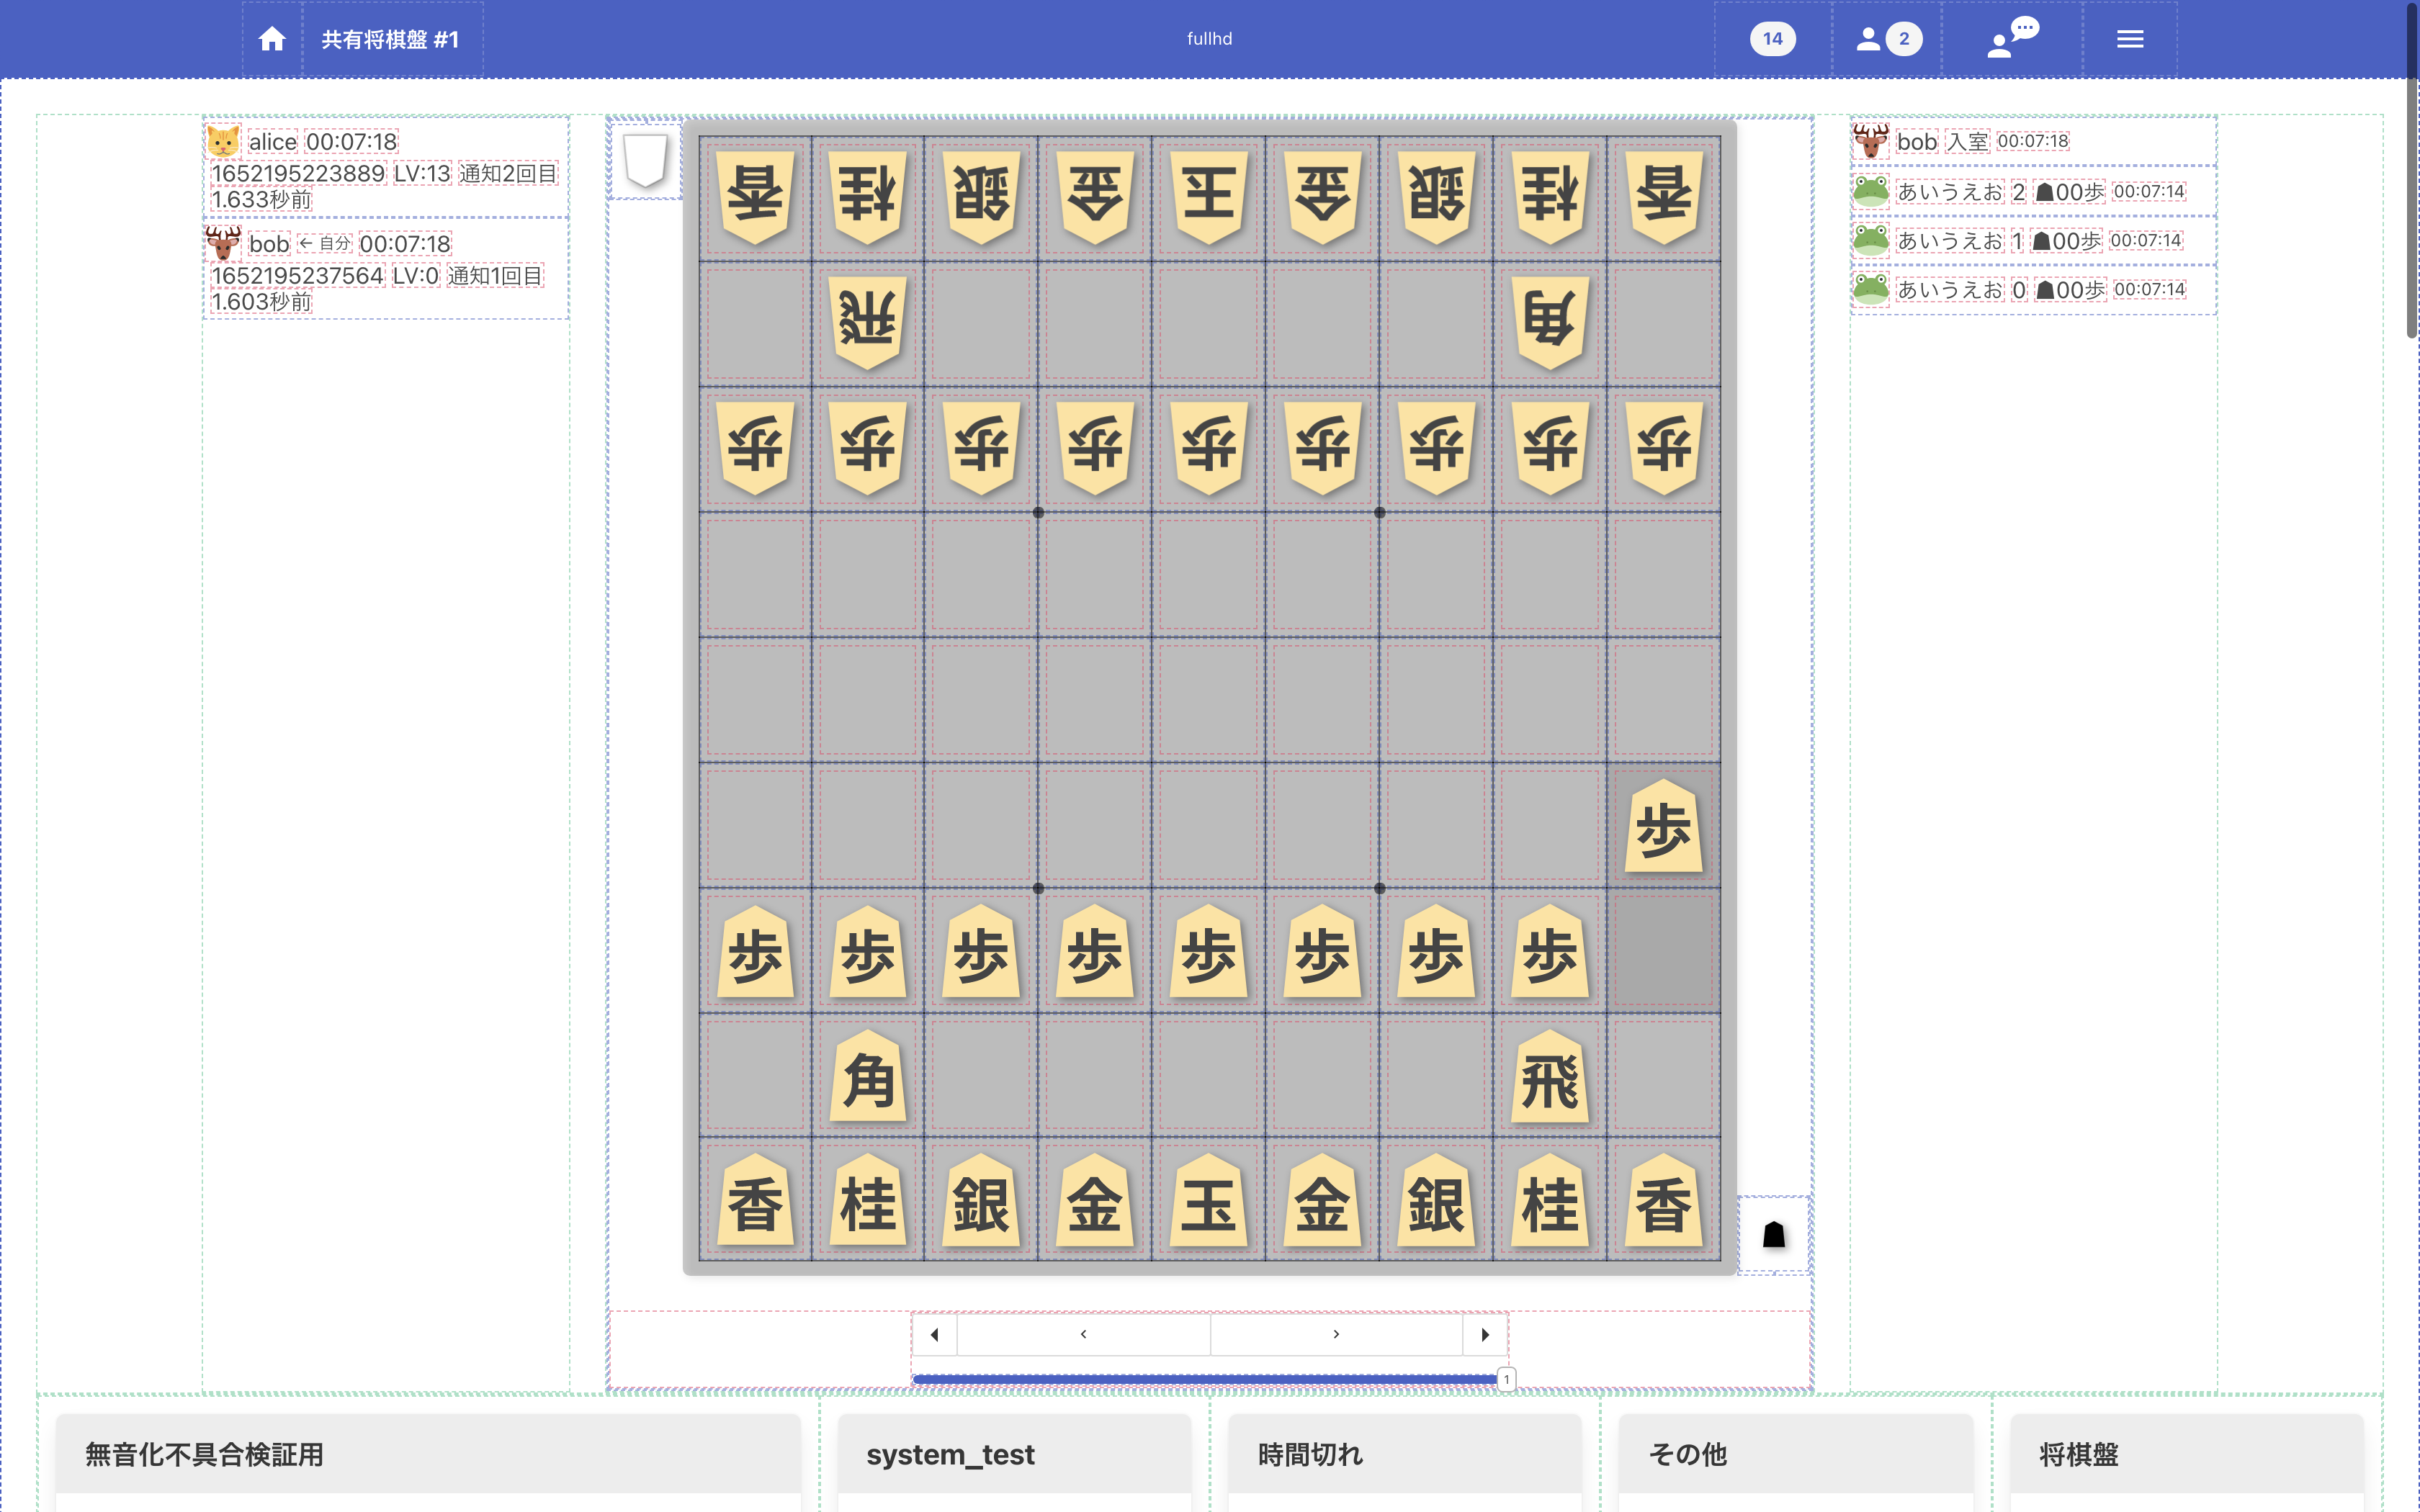 共有将棋盤 #1
fullhd
14
2
alice 00:07:18
1652195223889 LV:13 通知2回目
1.633秒前
bob ← 自分 00:07:18
1652195237564 LV:0 通知1回目
1.603秒前
香 桂 銀 金 玉 金 銀 桂 香
飛 角
歩 歩 歩 歩 歩 歩 歩 歩 歩
歩
歩 歩 歩 歩 歩 歩 歩 歩
角 飛
香 桂 銀 金 玉 金 銀 桂 香
1
bob 入室 00:07:18
あいうえお 2 ☗00歩 00:07:14
あいうえお 1 ☗00歩 00:07:14
あいうえお 0 ☗00歩 00:07:14
無音化不具合検証用
system_test
時間切れ
その他
将棋盤